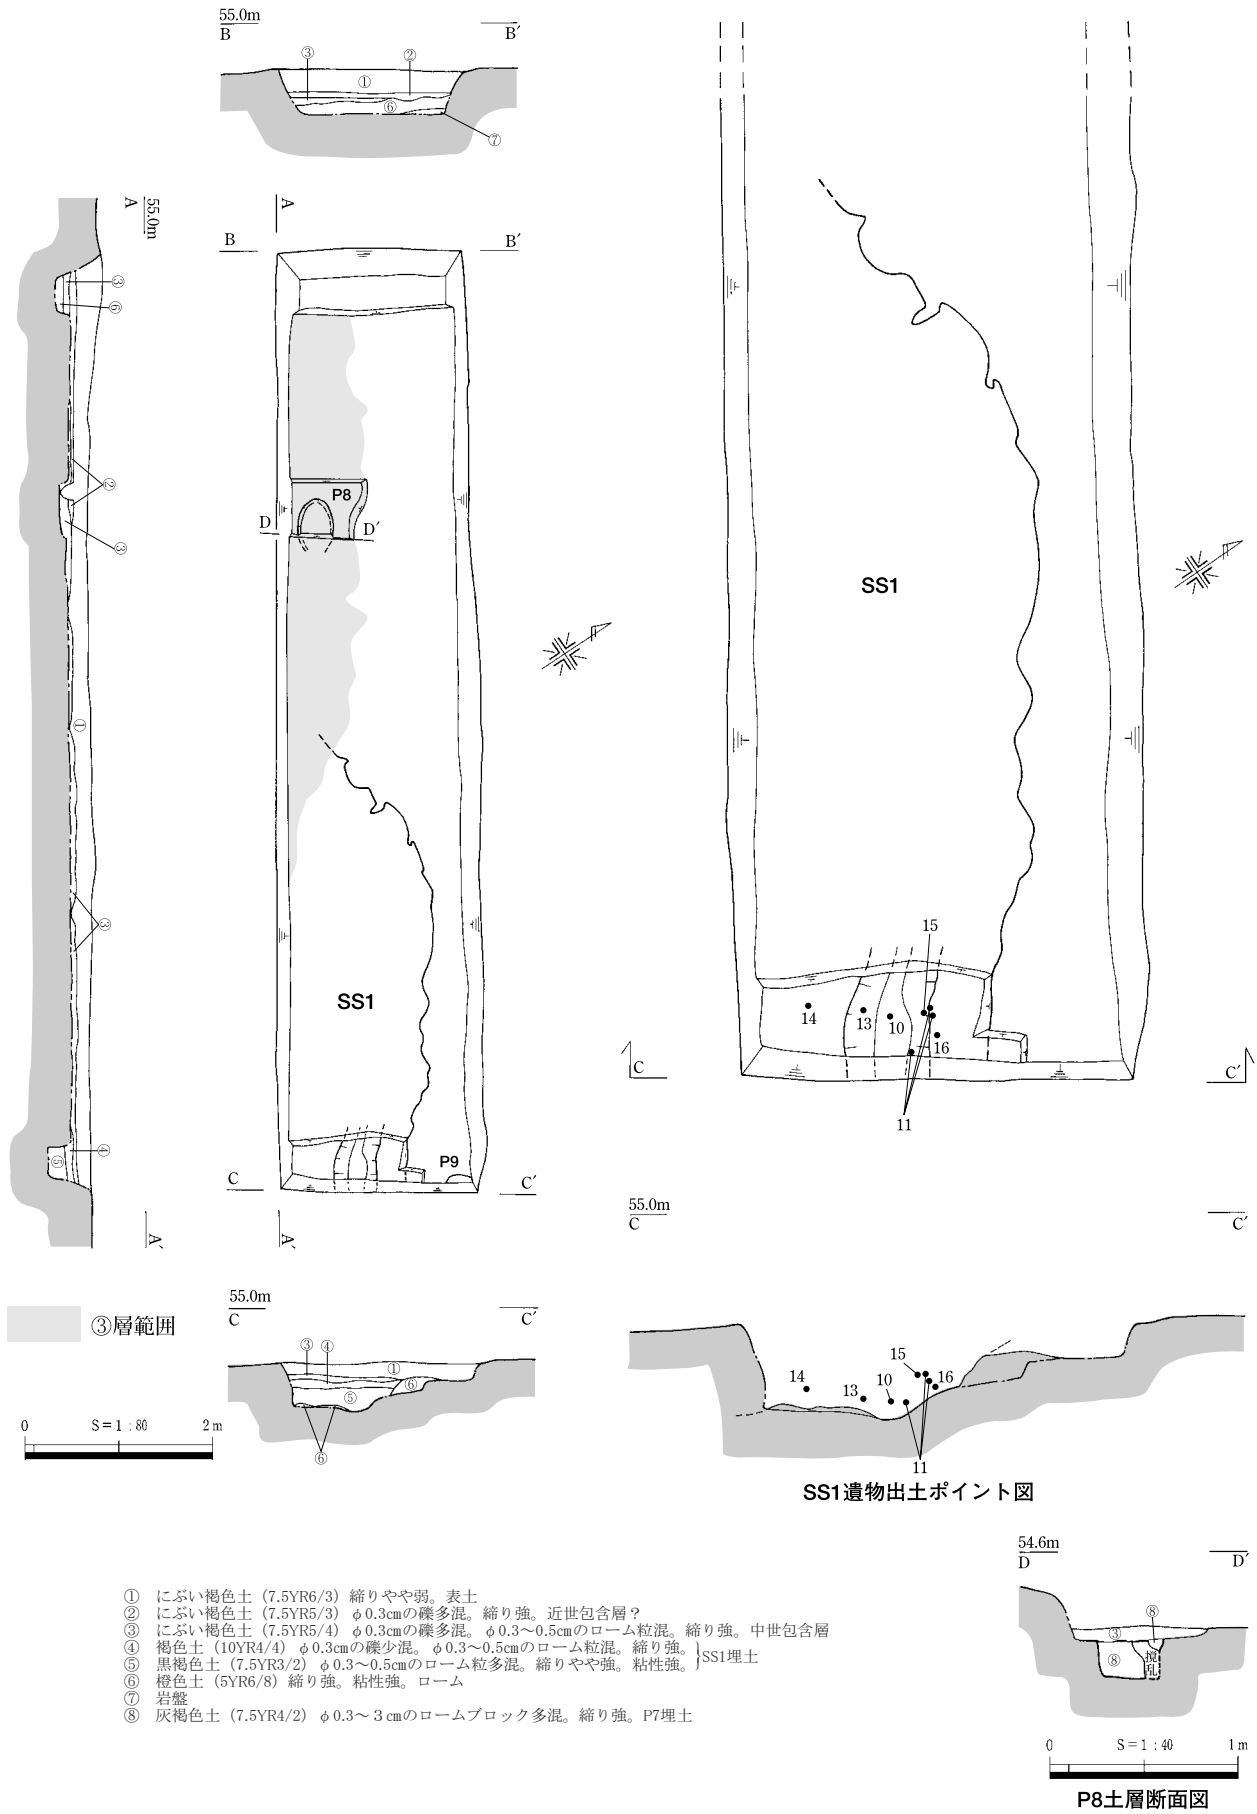 55.0m
B B′
③ ②
①
⑥
⑦
A
55.0m
A
B B′
③
⑥
P8
D D′
②
③
SS1
①
③
SS1
15
14 13 10
16
C C′
11
④
⑤
P9
C C′
A′ A′
55.0m
C C′
③層範囲
55.0m
C C′
③ ④
①
⑥
⑤
⑥
0 S=1:80 2m
15
14 10 16
13
11
SS1遺物出土ポイント図
54.6m
D D′
⑧
③
⑧ 撹乱
0 S=1:40 1m
P8土層断面図
① にぶい褐色土（7.5YR6/3）締りやや弱。表土
② にぶい褐色土（7.5YR5/3）φ0.3㎝の礫多混。締り強。近世包含層？
③ にぶい褐色土（7.5YR5/4）φ0.3㎝の礫多混。φ0.3～0.5㎝のローム粒混。締り強。中世包含層
④ 褐色土（10YR4/4）φ0.3㎝の礫少混。φ0.3～0.5㎝のローム粒混。締り強。
⑤ 黒褐色土（7.5YR3/2）φ0.3～0.5㎝のローム粒多混。締りやや強。粘性強。
SS1埋土
⑥ 橙色土（5YR6/8）締り強。粘性強。ローム
⑦ 岩盤
⑧ 灰褐色土（7.5YR4/2）φ0.3～3㎝のロームブロック多混。締り強。P7埋土